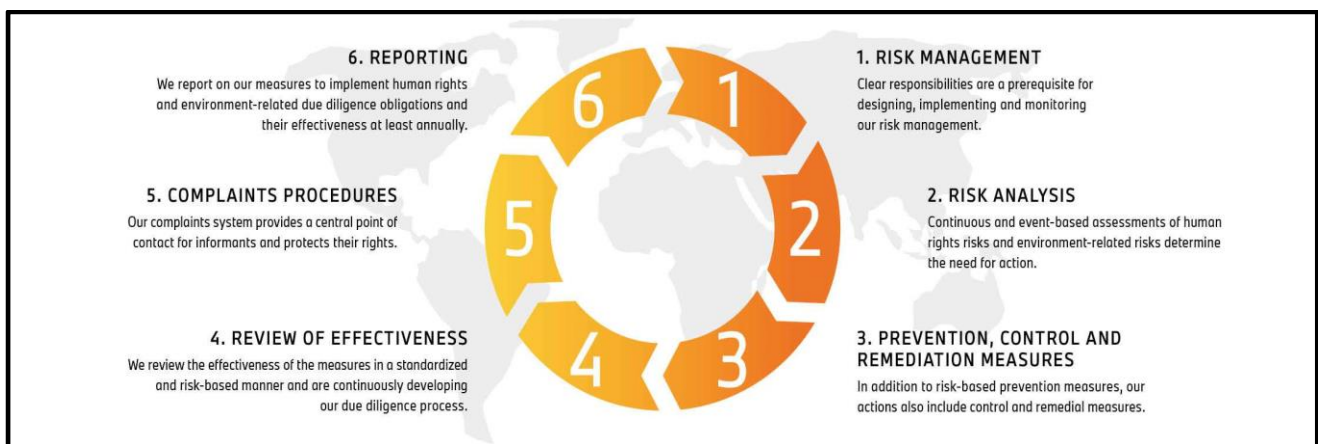 1. RISK MANAGEMENT
Clear responsibilities are a prerequisite for
designing, implementing and monitoring
our risk management.
2. RISK ANALYSIS
Continuous and event-based assessments of human
rights risks and environment-related risks determine
the need for action.
3. PREVENTION, CONTROL AND
REMEDIATION MEASURES
In addition to risk-based prevention measures, our
actions also include control and remedial measures.
4. REVIEW OF EFFECTIVENESS
We review the effectiveness of the measures in a standardized
and risk-based manner and are continuously developing
our due diligence process.
5. COMPLAINTS PROCEDURES
Our complaints system provides a central point of
contact for informants and protects their rights.
6. REPORTING
We report on our measures to implement human rights
and environment-related due diligence obligations and
their effectiveness at least annually.
1
2
3
4
5
6